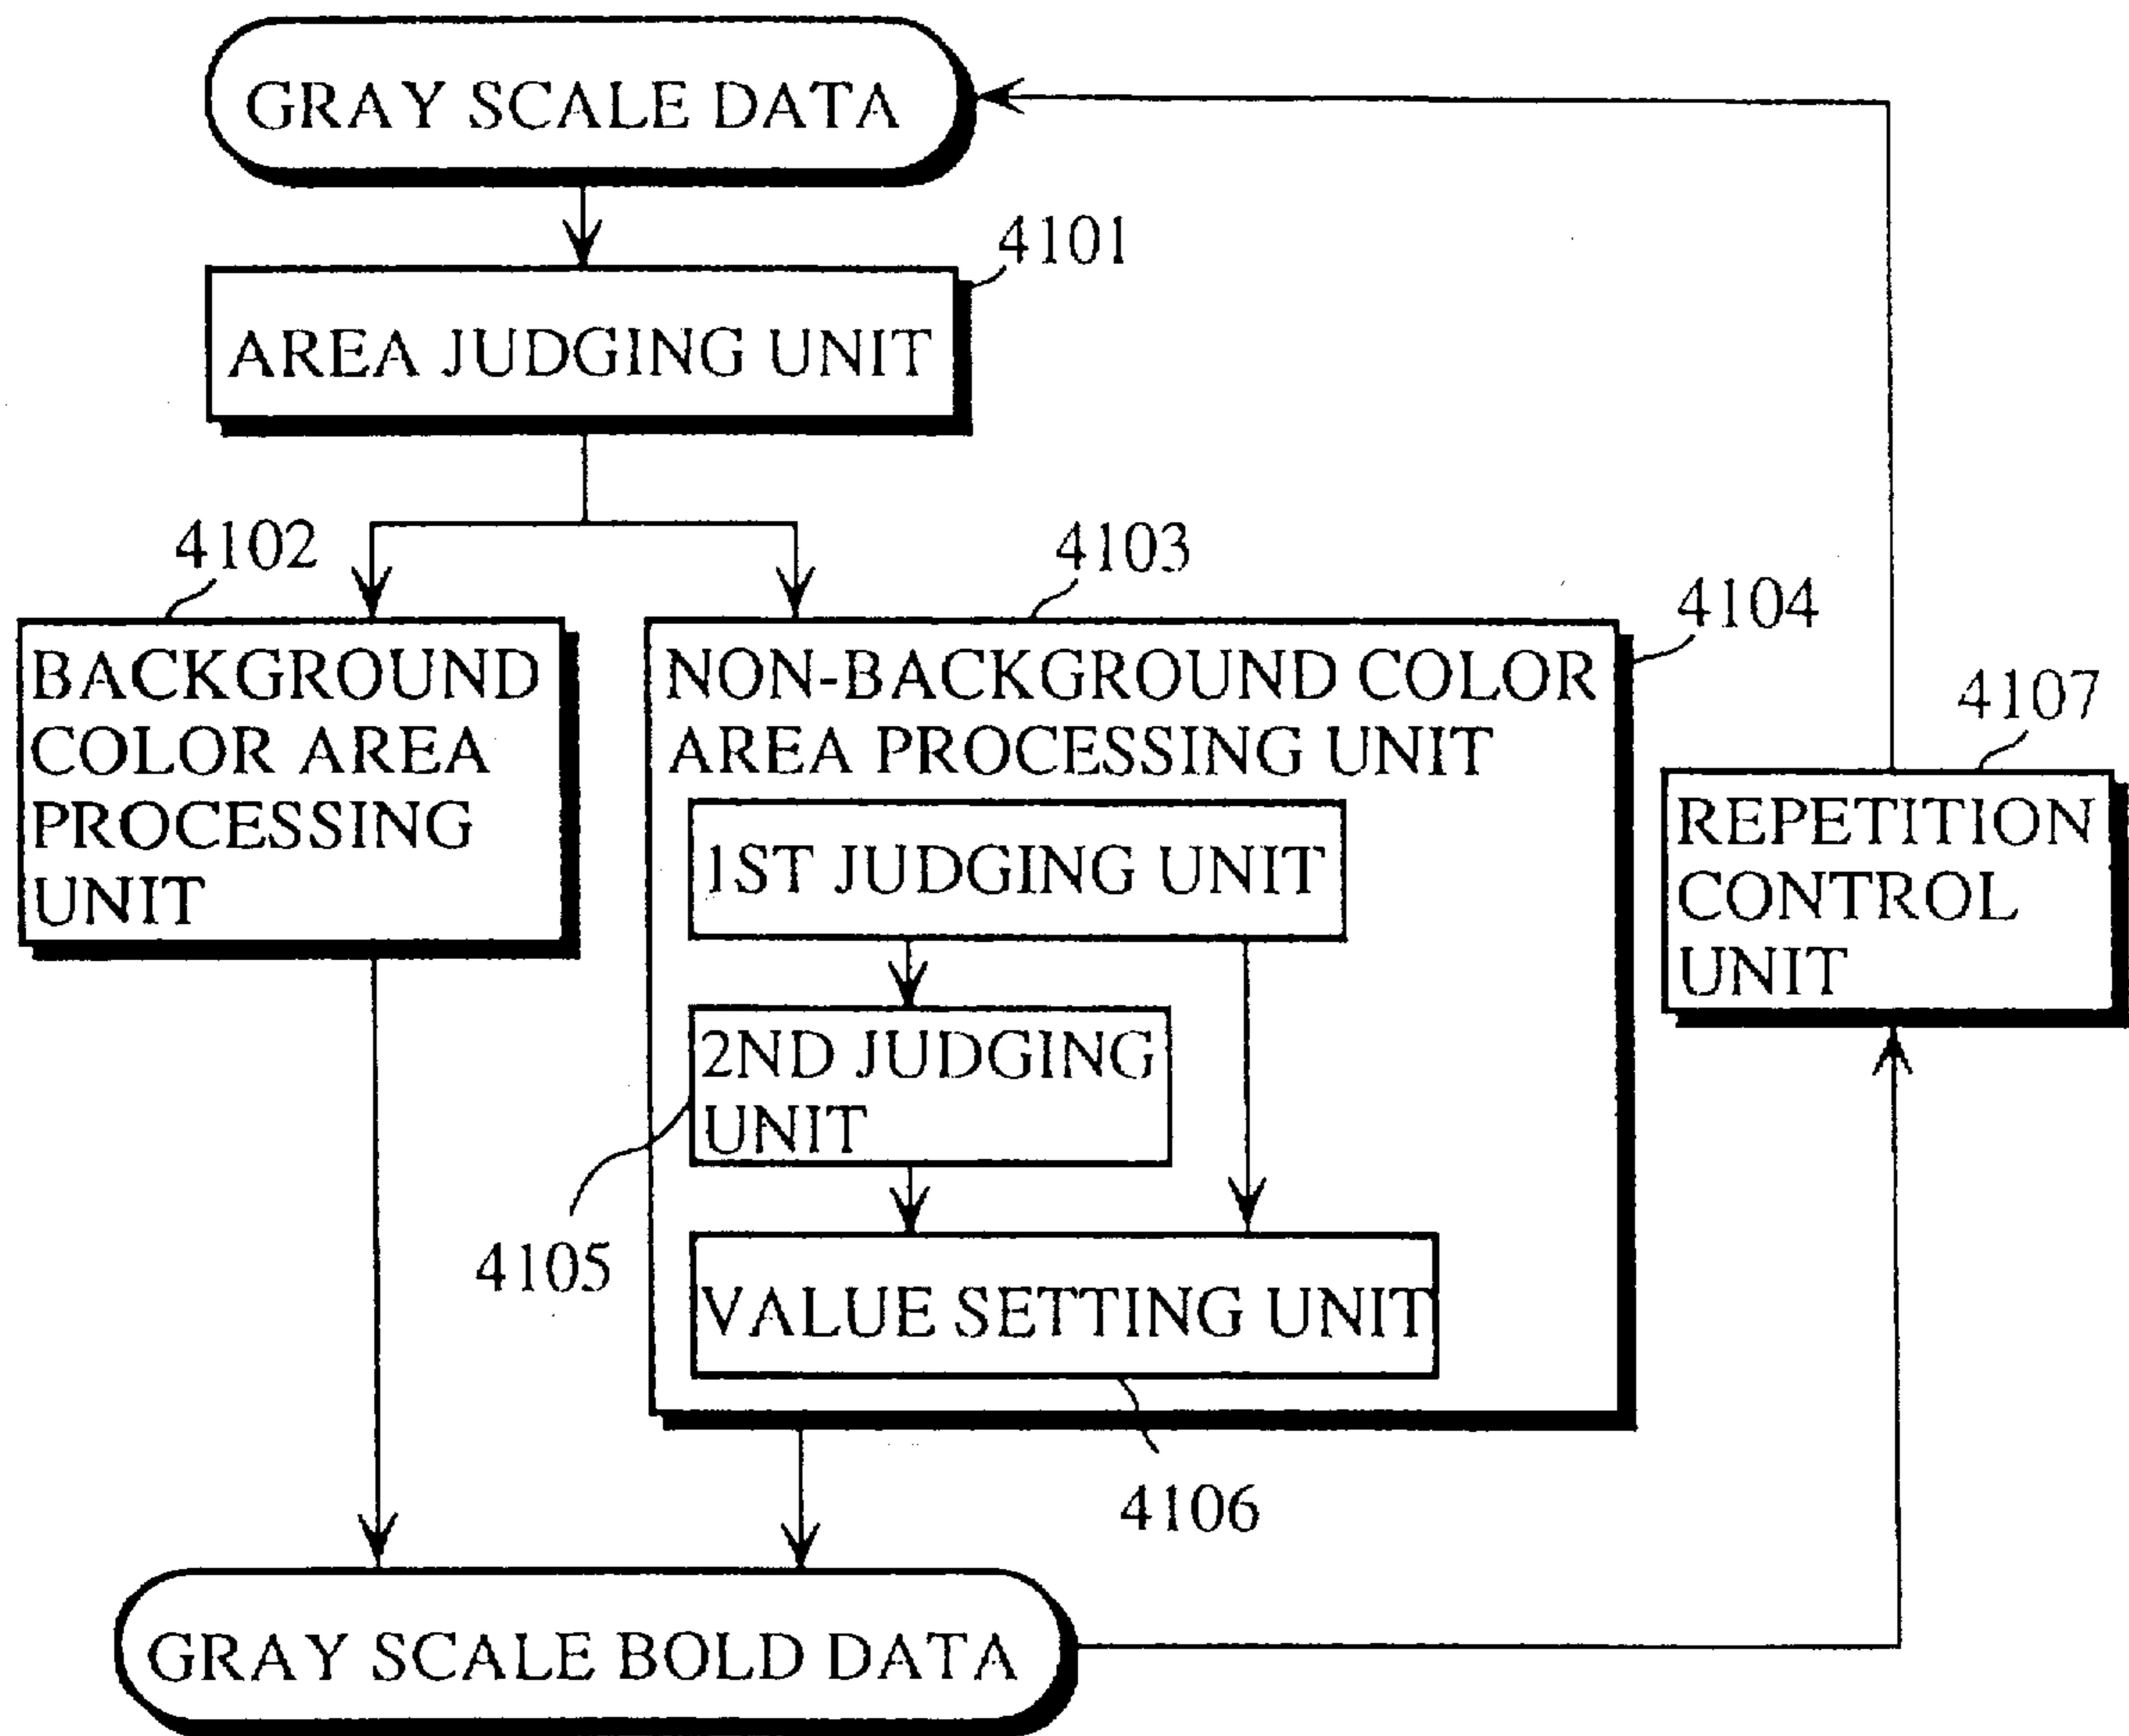 GRAY SCALE DATA
4101
AREA JUDGING UNIT
4102
4103
4104
BACKGROUND
COLOR AREA
PROCESSING
UNIT
NON-BACKGROUND COLOR
AREA PROCESSING UNIT
1ST JUDGING UNIT
2ND JUDGING
UNIT
4105
VALUE SETTING UNIT
4106
4107
REPETITION
CONTROL
UNIT
GRAY SCALE BOLD DATA